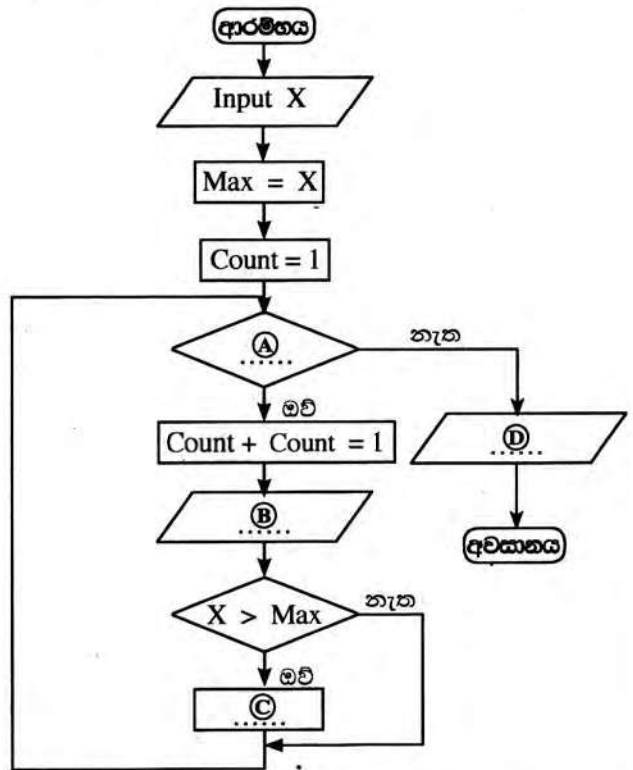 ආරම්භය
Input X
Max = X
Count = 1
Ⓐ
......
නැත
ඔව්
Count + Count = 1
Ⓓ
......
Ⓑ
......
අවසානය
X > Max
නැත
ඔව්
Ⓒ
......